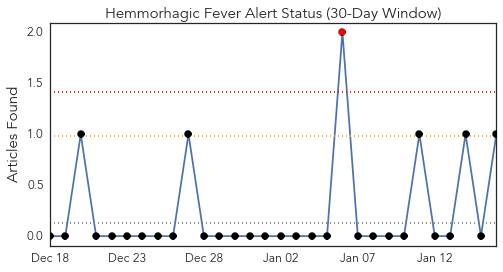 Hemmorhagic Fever Alert Status (30-Day Window)
Articles Found
2.0
1.5
1.0
0.5
0.0
Dec 18 Dec 23 Dec 28 Jan 02 Jan 07 Jan 12